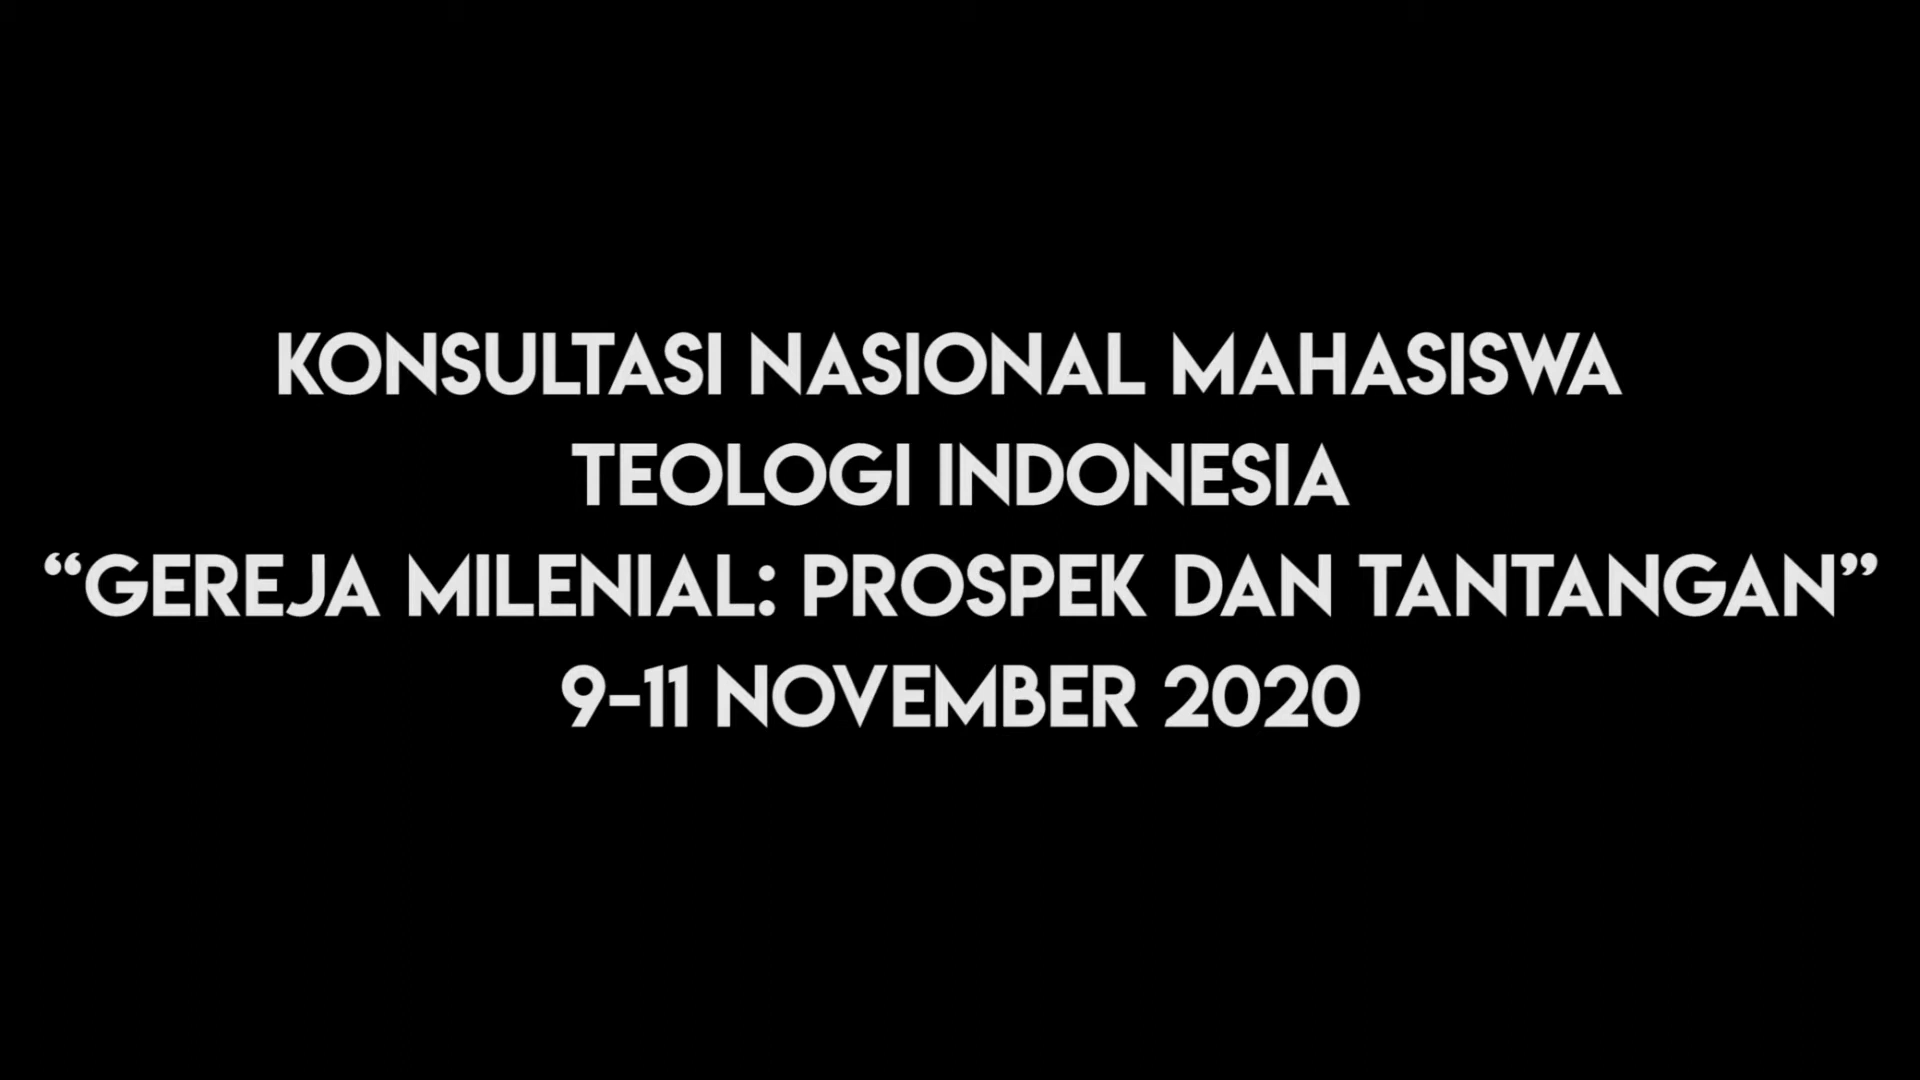 KONSULTASI NASIONAL MAHASISWA
TEOLOGI INDONESIA
“GEREJA MILENIAL: PROSPEK DAN TANTANGAN”
9-11 NOVEMBER 2020